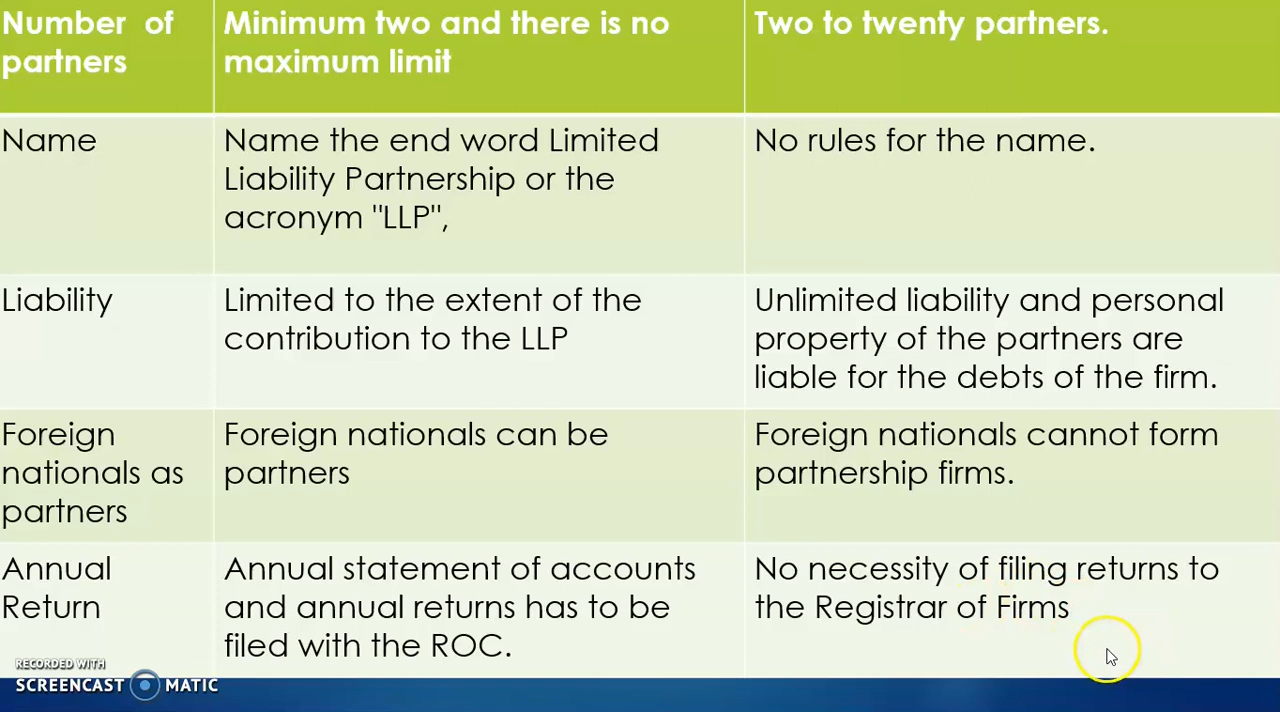 Number of
partners
Minimum two and there is no
maximum limit
Two to twenty partners.
Name
Name the end word Limited
Liability Partnership or the
acronym "LLP",
No rules for the name.
Liability
Limited to the extent of the
contribution to the LLP
Unlimited liability and personal
property of the partners are
liable for the debts of the firm.
Foreign
nationals as
partners
Foreign nationals can be
partners
Foreign nationals cannot form
partnership firms.
Annual
Return
Annual statement of accounts
and annual returns has to be
filed with the ROC.
No necessity of filing returns to
the Registrar of Firms
RECORDED WITH
SCREENCAST MATIC